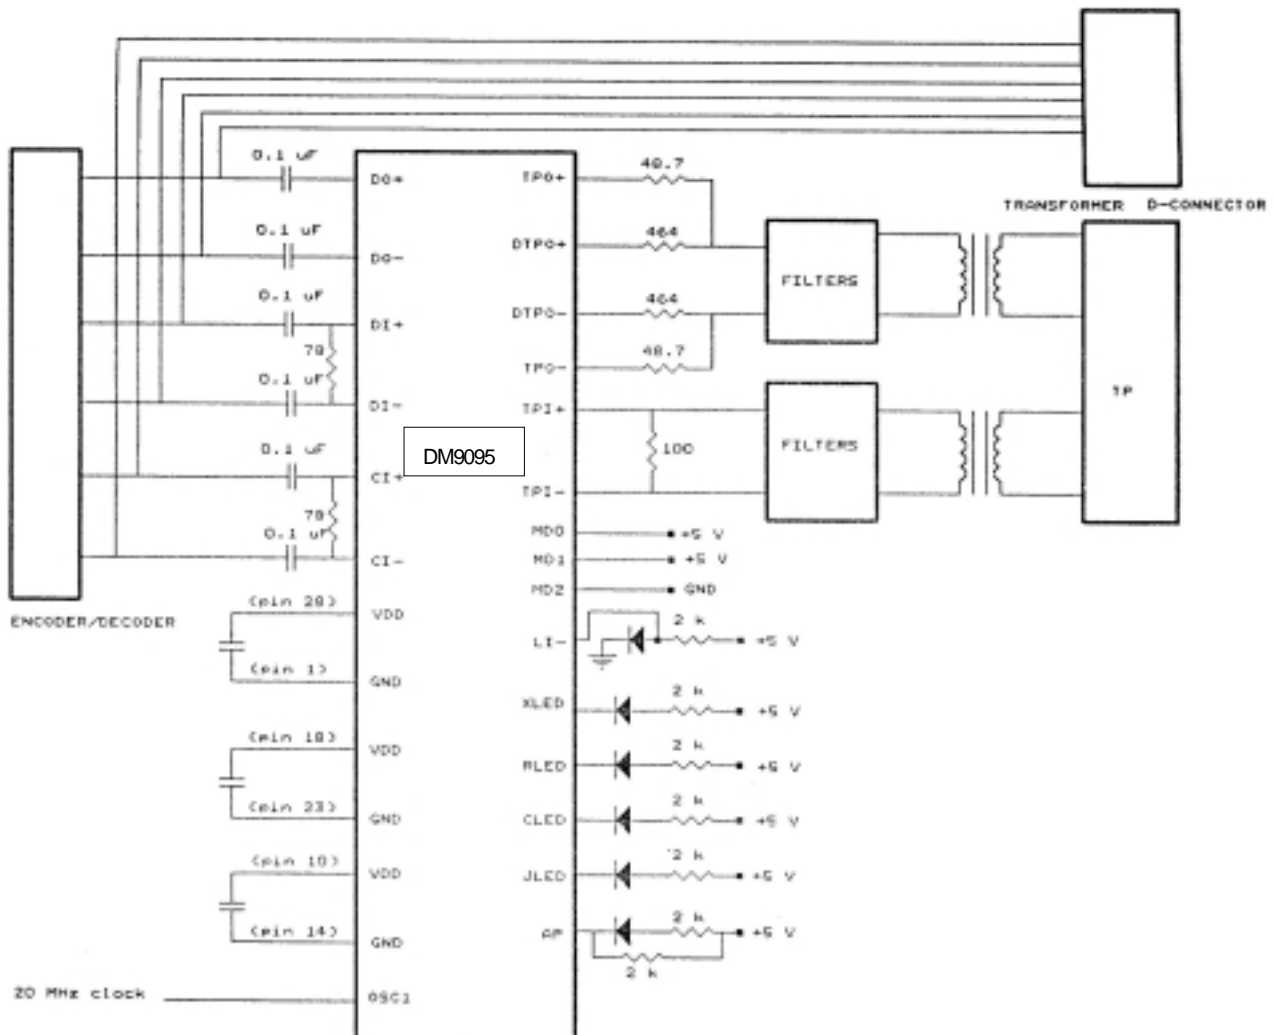 TRANSFORMER D-CONNECTOR
0.1 uF
DO+
TPO+
48.7
0.1 uF
DO-
DTPO+
464
FILTERS
0.1 uF
DI+
DTPO-
464
78
TPO-
48.7
0.1 uF
DI-
TPI+
TP
0.1 uF
DM9095
100
FILTERS
CI+
TPI-
78
0.1 uF
MD0
+5 V
CI-
MD1
+5 V
MD2
GND
ENCODER/DECODER
(pin 28)
VDD
2 k
LI-
+5 V
(pin 1)
GND
2 k
XLED
+5 V
(pin 18)
VDD
2 k
RLED
+5 V
(pin 23)
GND
2 k
CLED
+5 V
(pin 10)
VDD
2 k
JLED
+5 V
(pin 14)
GND
2 k
AP
+5 V
2 k
20 MHz clock
OSC1